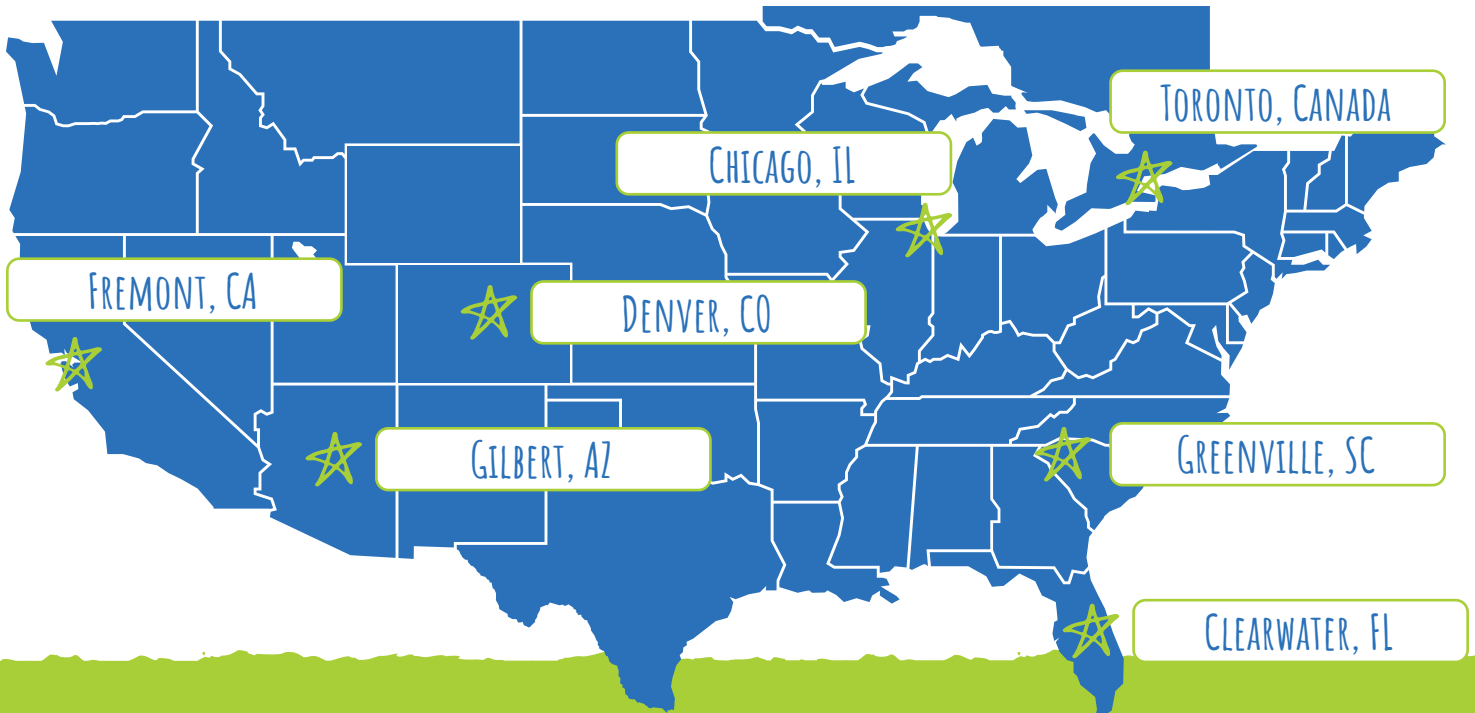 Toronto, Canada
Chicago, IL
Fremont, CA
Denver, CO
Gilbert, AZ
Greenville, SC
Clearwater, FL